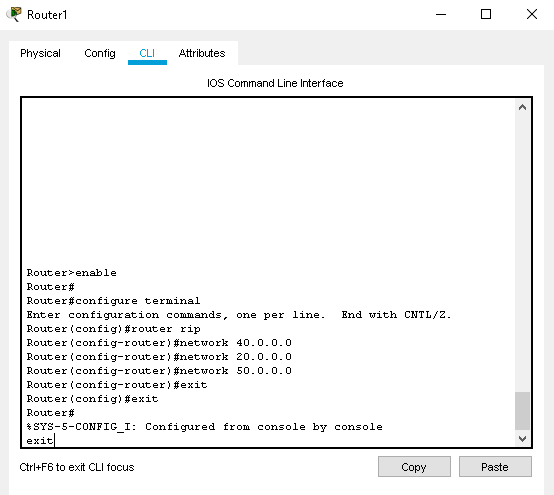 Router1
Physical Config CLI Attributes
IOS Command Line Interface
Router>enable
Router#
Router#configure terminal
Enter configuration commands, one per line.  End with CNTL/Z.
Router(config)#router rip
Router(config-router)#network 40.0.0.0
Router(config-router)#network 20.0.0.0
Router(config-router)#network 50.0.0.0
Router(config-router)#exit
Router(config)#exit
Router#
%SYS-5-CONFIG_I: Configured from console by console
exit
Ctrl+F6 to exit CLI focus
Copy Paste